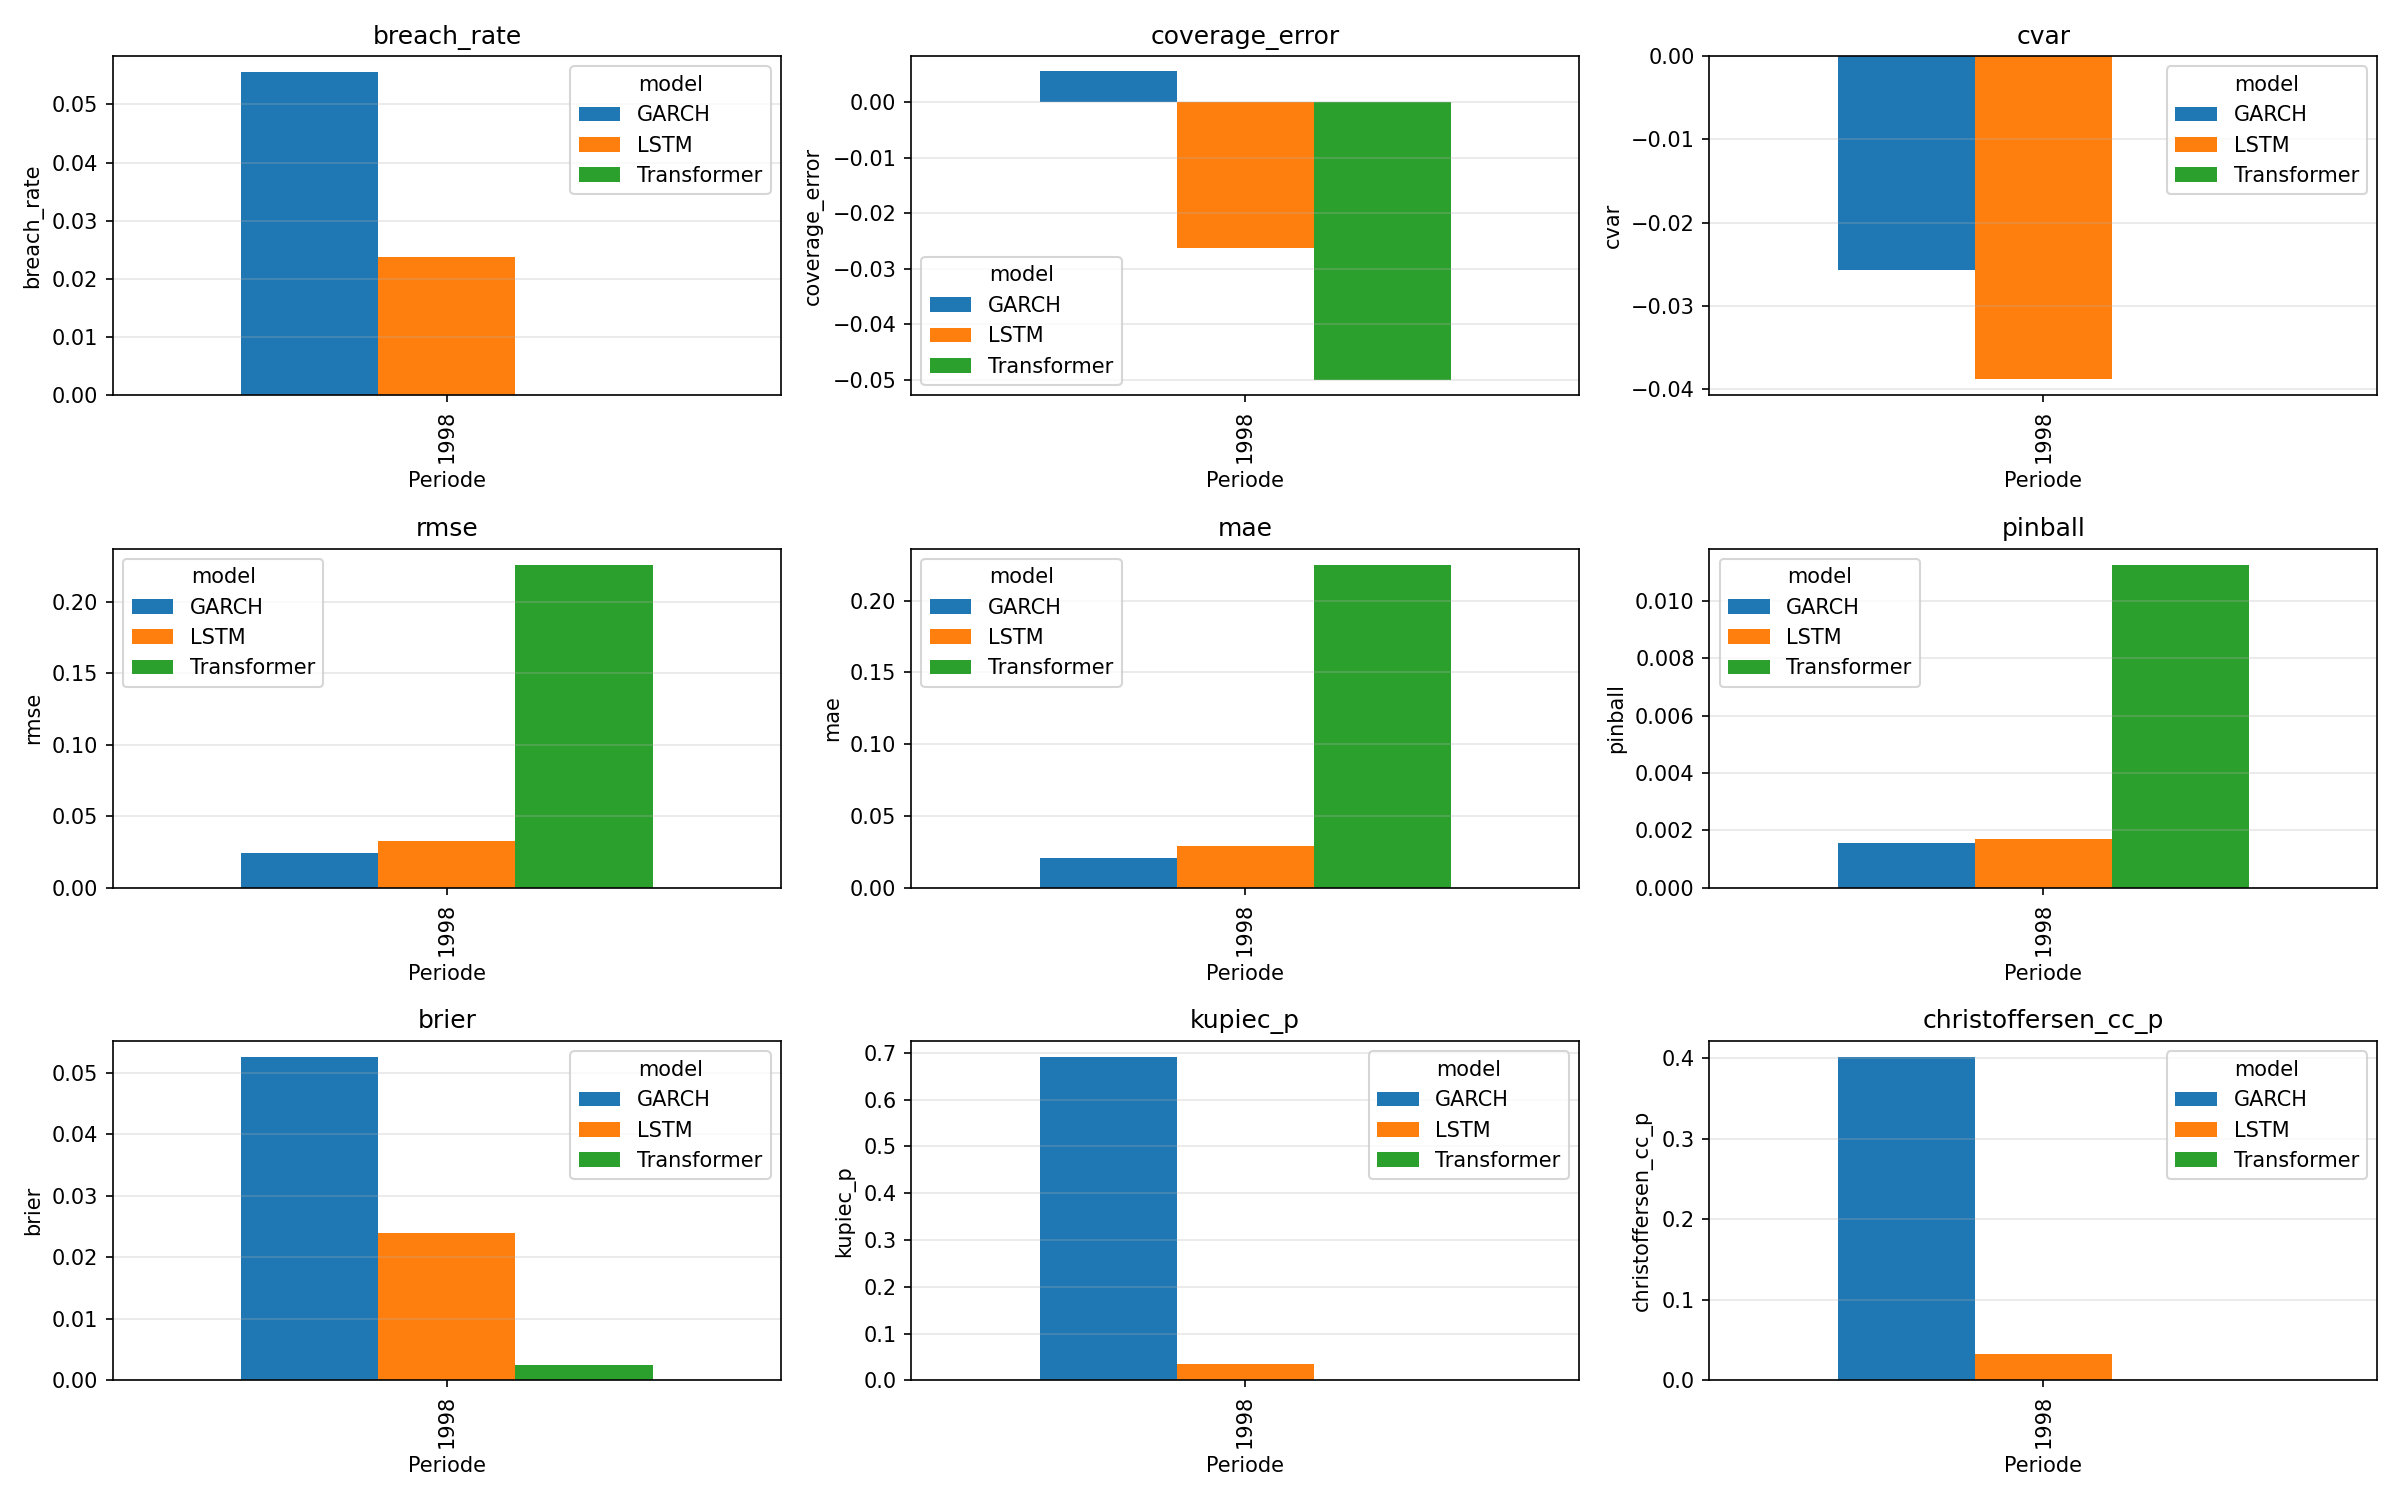 breach_rate
breach_rate
0.05
0.04
0.03
0.02
0.01
0.00
model
GARCH
LSTM
Transformer
1998
Periode
coverage_error
coverage_error
0.00
−0.01
−0.02
−0.03
−0.04
−0.05
model
GARCH
LSTM
Transformer
1998
Periode
cvar
cvar
0.00
−0.01
−0.02
−0.03
−0.04
model
GARCH
LSTM
Transformer
1998
Periode
rmse
rmse
0.20
0.15
0.10
0.05
0.00
model
GARCH
LSTM
Transformer
1998
Periode
mae
mae
0.20
0.15
0.10
0.05
0.00
model
GARCH
LSTM
Transformer
1998
Periode
pinball
pinball
0.010
0.008
0.006
0.004
0.002
0.000
model
GARCH
LSTM
Transformer
1998
Periode
brier
brier
0.05
0.04
0.03
0.02
0.01
0.00
model
GARCH
LSTM
Transformer
1998
Periode
kupiec_p
kupiec_p
0.7
0.6
0.5
0.4
0.3
0.2
0.1
0.0
model
GARCH
LSTM
Transformer
1998
Periode
christoffersen_cc_p
christoffersen_cc_p
0.4
0.3
0.2
0.1
0.0
model
GARCH
LSTM
Transformer
1998
Periode